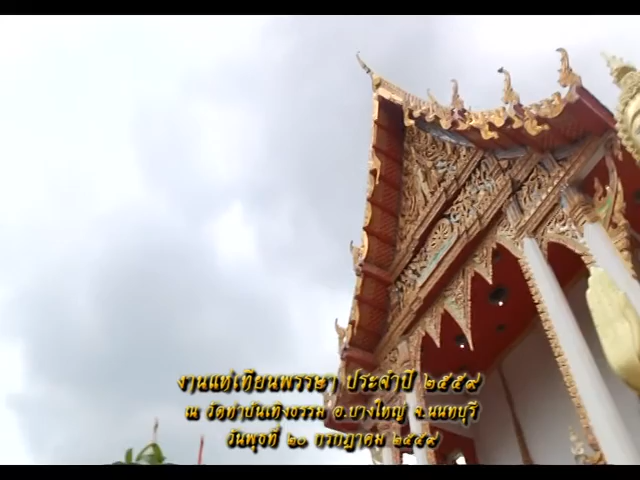 งานแห่เทียนพรรษา ประจำปี ๒๕๕๙
ณ วัดท่าบันเทิงธรรม อ.บางใหญ่ จ.นนทบุรี
วันพุธที่ ๒๐ กรกฎาคม ๒๕๕๙